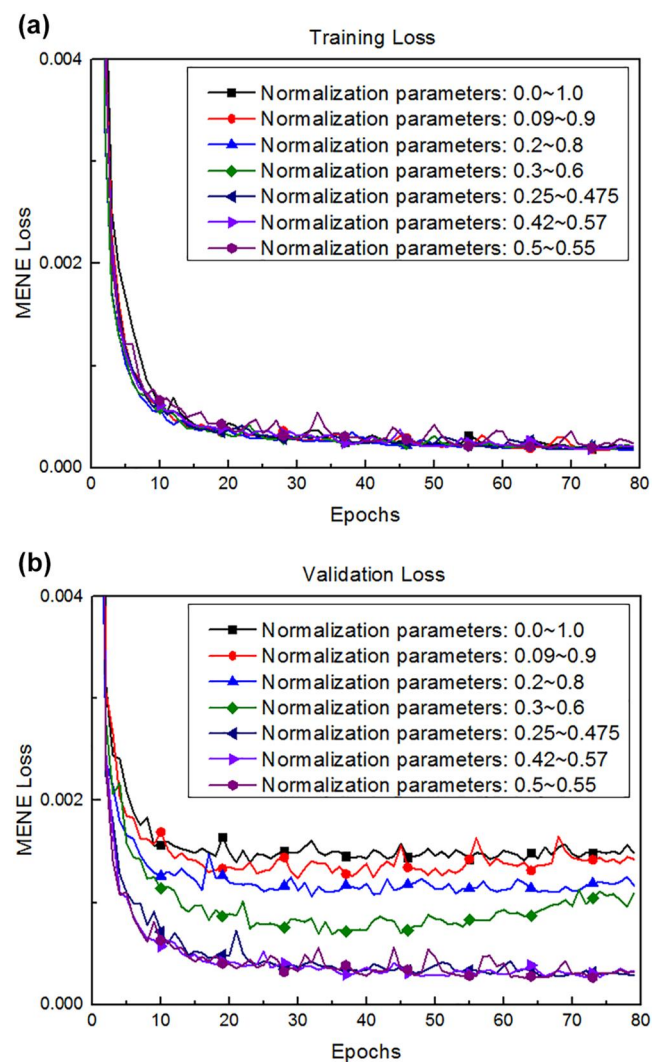 (a)
Training Loss
0.004
0.002
0.000
MENE Loss
Normalization parameters: 0.0~1.0
Normalization parameters: 0.09~0.9
Normalization parameters: 0.2~0.8
Normalization parameters: 0.3~0.6
Normalization parameters: 0.25~0.475
Normalization parameters: 0.42~0.57
Normalization parameters: 0.5~0.55
0 10 20 30 40 50 60 70 80
Epochs
(b)
Validation Loss
0.004
0.002
0.000
MENE Loss
Normalization parameters: 0.0~1.0
Normalization parameters: 0.09~0.9
Normalization parameters: 0.2~0.8
Normalization parameters: 0.3~0.6
Normalization parameters: 0.25~0.475
Normalization parameters: 0.42~0.57
Normalization parameters: 0.5~0.55
0 10 20 30 40 50 60 70 80
Epochs